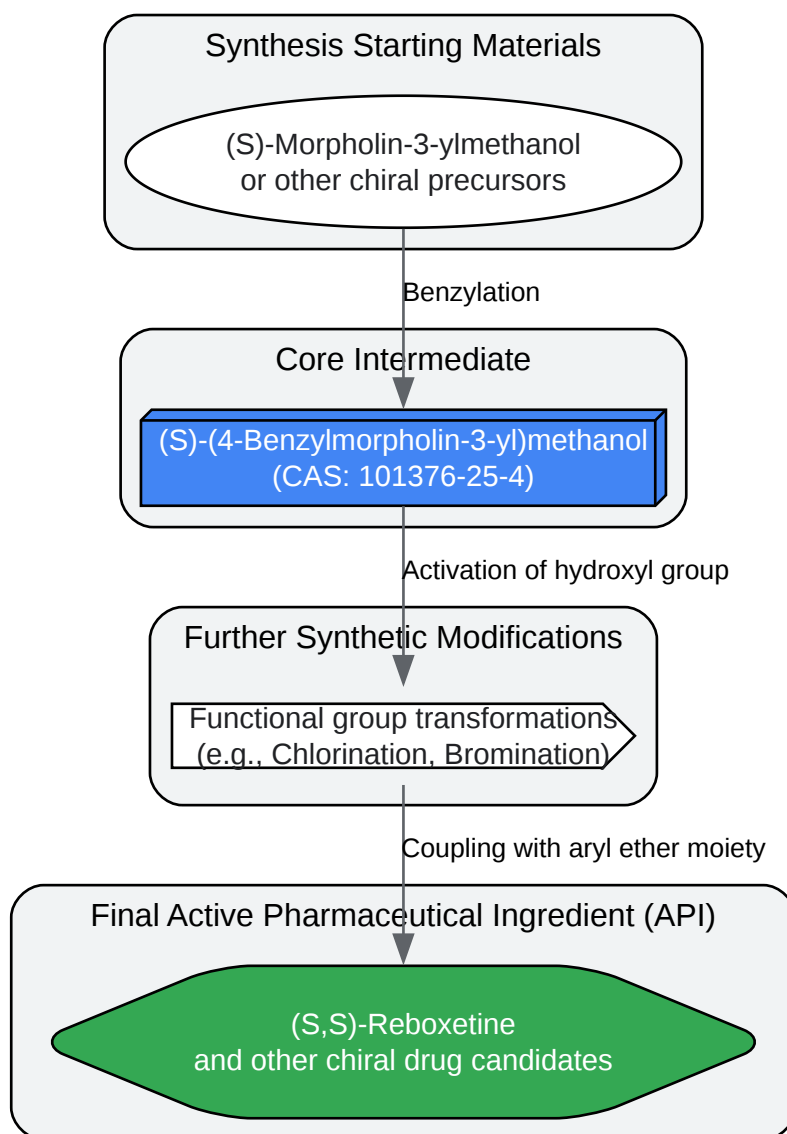 Synthesis Starting Materials
(S)-Morpholin-3-ylmethanol
or other chiral precursors
Benzylation
Core Intermediate
(S)-(4-Benzylmorpholin-3-yl)methanol
(CAS: 101376-25-4)
Activation of hydroxyl group
Further Synthetic Modifications
Functional group transformations
(e.g., Chlorination, Bromination)
Coupling with aryl ether moiety
Final Active Pharmaceutical Ingredient (API)
(S,S)-Reboxetine
and other chiral drug candidates